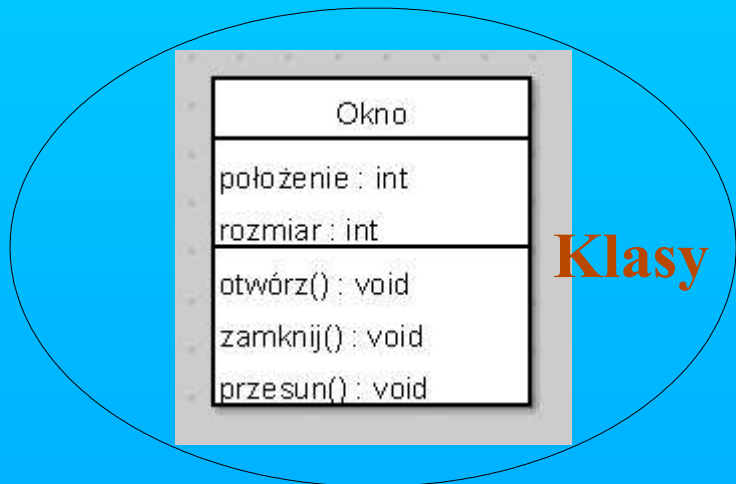 Okno
położenie : int
rozmiar : int
otwórz() : void
zamknij() : void
przesun() : void
Klasy